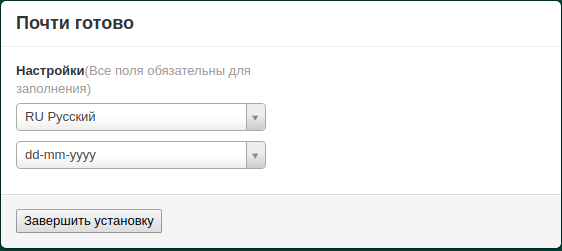 Почти готово
Настройки(Все поля обязательны для
заполнения)
RU Русский
dd-mm-yyyy
Завершить установку